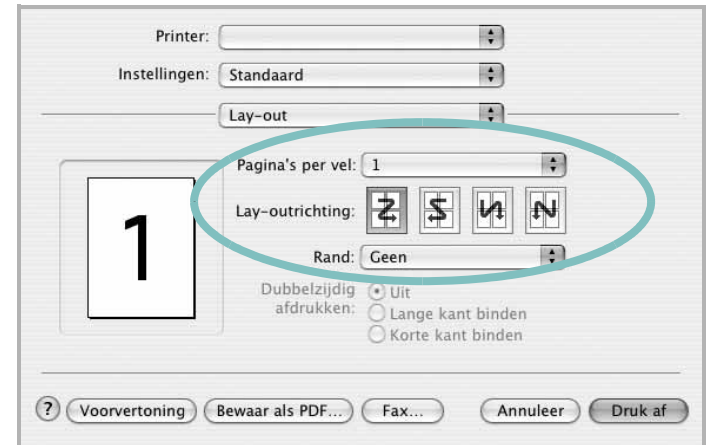 Printer:
Instellingen: Standaard
Lay-out
Pagina's per vel: 1
Lay-outrichting:
1
Rand: Geen
Dubbelzijdig afdrukken: Uit
Lange kant binden
Korte kant binden
? Voorvertoning Bewaar als PDF... Fax... Annuleer Druk af